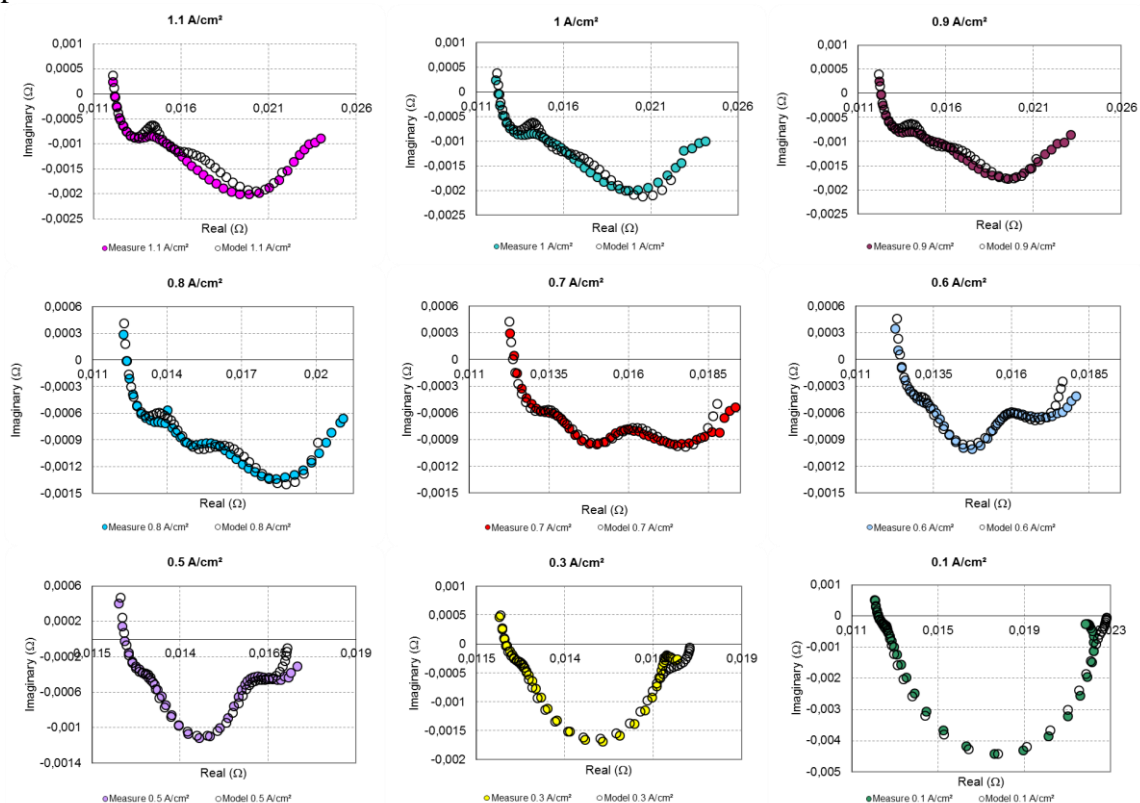 1.1 A/cm²
0,001
0,0005
0
-0,0005
-0,001
-0,0015
-0,002
-0,0025
0,011 0,016 0,021 0,026
Imaginary (Ω)
Real (Ω)
Measure 1.1 A/cm² Model 1.1 A/cm²
1 A/cm²
0,001
0,0005
0
-0,0005
-0,001
-0,0015
-0,002
-0,0025
0,011 0,016 0,021 0,026
Imaginary (Ω)
Real (Ω)
Measure 1 A/cm² Model 1 A/cm²
0.9 A/cm²
0,001
0,0005
0
-0,0005
-0,001
-0,0015
-0,002
-0,0025
0,011 0,016 0,021 0,026
Imaginary (Ω)
Real (Ω)
Measure 0.9 A/cm² Model 0.9 A/cm²
0.8 A/cm²
0,0006
0,0003
0
-0,0003
-0,0006
-0,0009
-0,0012
-0,0015
0,011 0,014 0,017 0,02
Imaginary (Ω)
Real (Ω)
Measure 0.8 A/cm² Model 0.8 A/cm²
0.7 A/cm²
0,0006
0,0003
0
-0,0003
-0,0006
-0,0009
-0,0012
-0,0015
0,011 0,0135 0,016 0,0185
Imaginary (Ω)
Real (Ω)
Measure 0.7 A/cm² Model 0.7 A/cm²
0.6 A/cm²
0,0006
0,0003
0
-0,0003
-0,0006
-0,0009
-0,0012
-0,0015
0,011 0,0135 0,016 0,0185
Imaginary (Ω)
Real (Ω)
Measure 0.6 A/cm² Model 0.6 A/cm²
0.5 A/cm²
0,0006
0,0002
-0,0002
-0,0006
-0,001
-0,0014
0,0115 0,014 0,0165 0,019
Imaginary (Ω)
Real (Ω)
Measure 0.5 A/cm² Model 0.5 A/cm²
0.3 A/cm²
0,001
0,0005
0
-0,0005
-0,001
-0,0015
-0,002
0,0115 0,014 0,019
Imaginary (Ω)
Real (Ω)
Measure 0.3 A/cm² Model 0.3 A/cm²
0.1 A/cm²
0,001
0
-0,001
-0,002
-0,003
-0,004
-0,005
0,011 0,015 0,019 0,023
Imaginary (Ω)
Real (Ω)
Measure 0.1 A/cm² Model 0.1 A/cm²